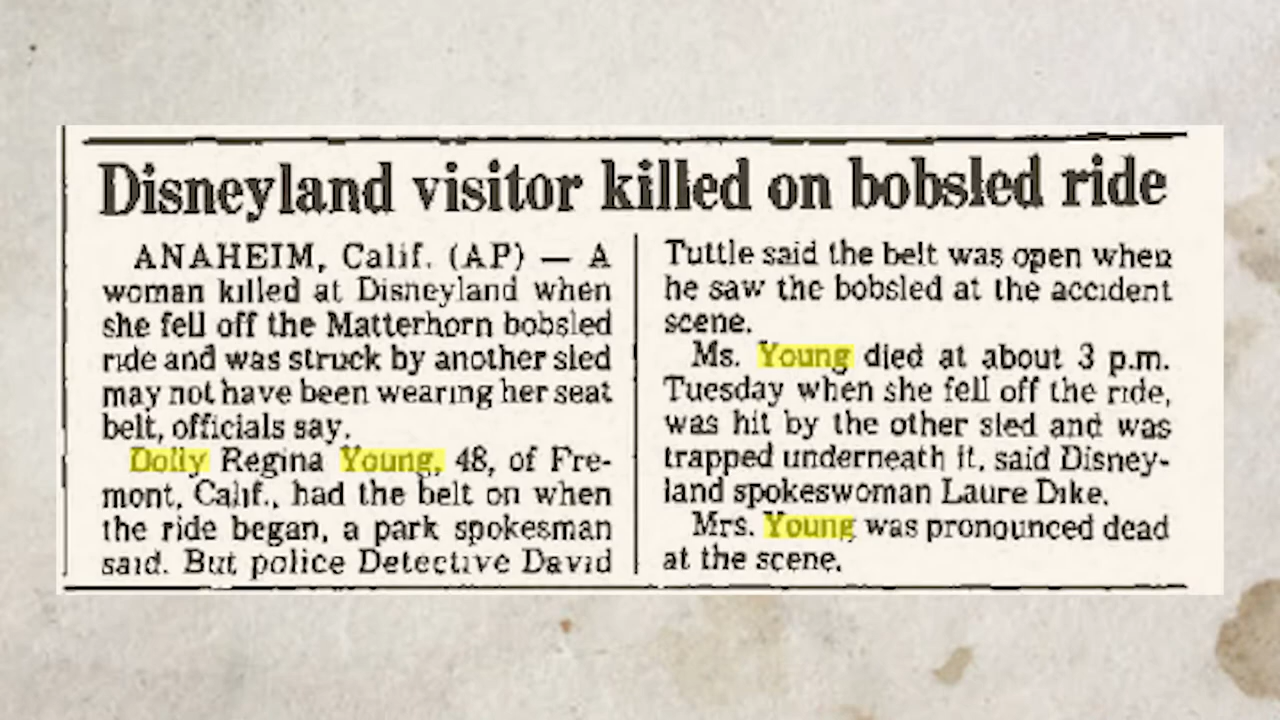 Disneyland visitor killed on bobsled ride
ANAHEIM, Calif. (AP) — A
woman killed at Disneyland when
she fell off the Matterhorn bobsled
ride and was struck by another sled
may not have been wearing her seat
belt, officials say.
Dolly Regina Young, 48, of Fre-
mont, Calif., had the belt on when
the ride began, a park spokesman
said. But police Detective David
Tuttle said the belt was open when
he saw the bobsled at the accident
scene.
Ms. Young died at about 3 p.m.
Tuesday when she fell off the ride,
was hit by the other sled and was
trapped underneath it, said Disney-
land spokeswoman Laure Dike.
Mrs. Young was pronounced dead
at the scene.